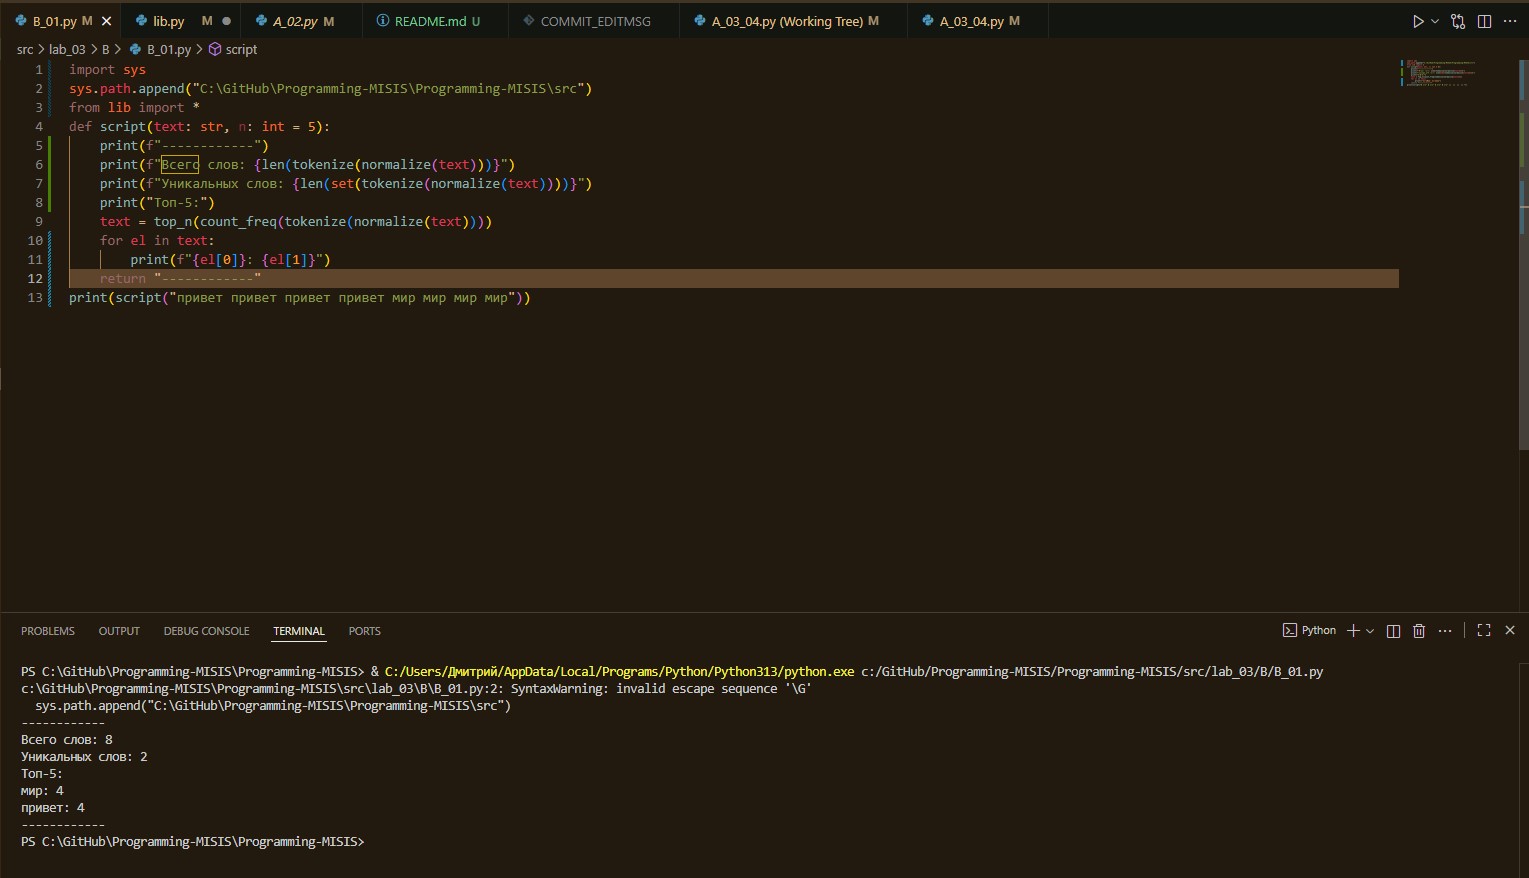 B_01.py M
lib.py M
A_02.py M
README.md U
COMMIT_EDITMSG
A_03_04.py (Working Tree) M
A_03_04.py M
src > lab_03 > B > B_01.py > script
1 import sys
2 sys.path.append("C:\GitHub\Programming-MISIS\Programming-MISIS\src")
3 from lib import *
4 def script(text: str, n: int = 5):
5     print(f"------------")
6     print(f"Всего слов: {len(tokenize(normalize(text)))}")
7     print(f"Уникальных слов: {len(set(tokenize(normalize(text))))}")
8     print("Топ-5:")
9     text = top_n(count_freq(tokenize(normalize(text))))
10     for el in text:
11         print(f"{el[0]}: {el[1]}")
12     return "------------"
13 print(script("привет привет привет привет мир мир мир мир"))
PROBLEMS OUTPUT DEBUG CONSOLE TERMINAL PORTS
Python
PS C:\GitHub\Programming-MISIS\Programming-MISIS> & C:/Users/Дмитрий/AppData/Local/Programs/Python/Python313/python.exe c:/GitHub/Programming-MISIS/Programming-MISIS/src/lab_03/B/B_01.py
c:\GitHub\Programming-MISIS\Programming-MISIS\src\lab_03\B\B_01.py:2: SyntaxWarning: invalid escape sequence '\G'
  sys.path.append("C:\GitHub\Programming-MISIS\Programming-MISIS\src")
------------
Всего слов: 8
Уникальных слов: 2
Топ-5:
мир: 4
привет: 4
------------
PS C:\GitHub\Programming-MISIS\Programming-MISIS>